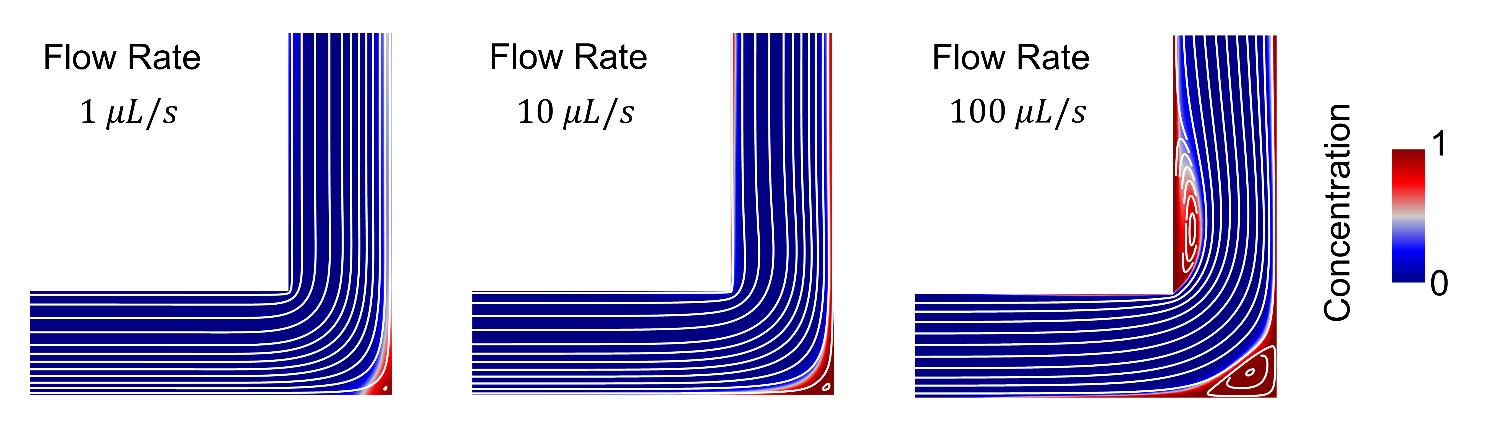 Flow Rate
1 μL/s
Flow Rate
10 μL/s
Flow Rate
100 μL/s
Concentration
1
0